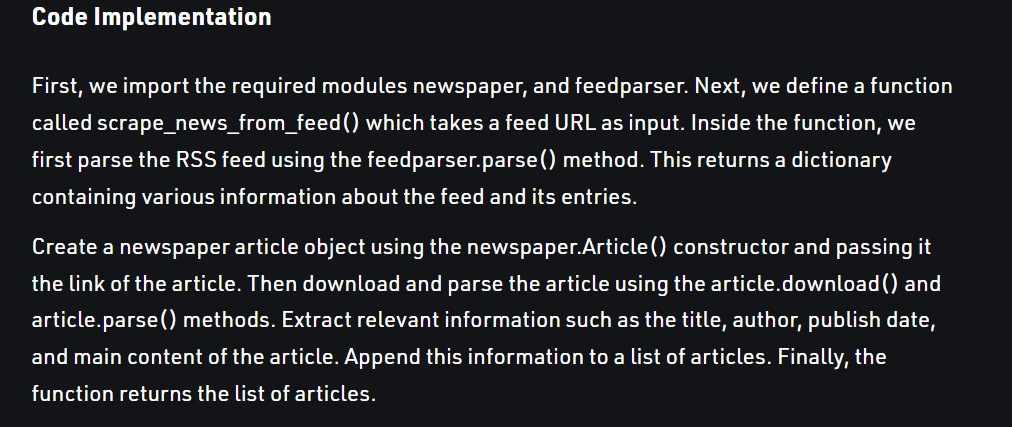 Code Implementation
First, we import the required modules newspaper, and feedparser. Next, we define a function
called scrape_news_from_feed() which takes a feed URL as input. Inside the function, we
first parse the RSS feed using the feedparser.parse() method. This returns a dictionary
containing various information about the feed and its entries.
Create a newspaper article object using the newspaper.Article() constructor and passing it
the link of the article. Then download and parse the article using the article.download() and
article.parse() methods. Extract relevant information such as the title, author, publish date,
and main content of the article. Append this information to a list of articles. Finally, the
function returns the list of articles.